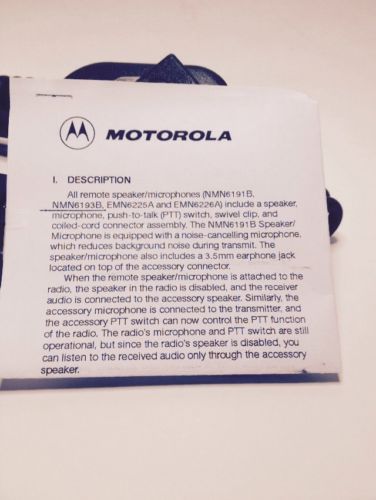 MOTOROLA
I. DESCRIPTION
All remote speaker/microphones (NMN6191B,
NMN6193B, EMN6225A and EMN6226A) include a speaker,
microphone, push-to-talk (PTT) switch, swivel clip, and
coiled-cord connector assembly. The NMN6191B Speaker/
Microphone is equipped with a noise-cancelling microphone,
which reduces background noise during transmit. The
speaker/microphone also includes a 3.5mm earphone jack
located on top of the accessory connector.
When the remote speaker/microphone is attached to the
radio, the speaker in the radio is disabled, and the receiver
audio is connected to the accessory speaker. Similarly, the
accessory microphone is connected to the transmitter, and
the accessory PTT switch can now control the PTT function
of the radio. The radio's microphone and PTT switch are still
operational, but since the radio's speaker is disabled, you
can listen to the received audio only through the accessory
speaker.